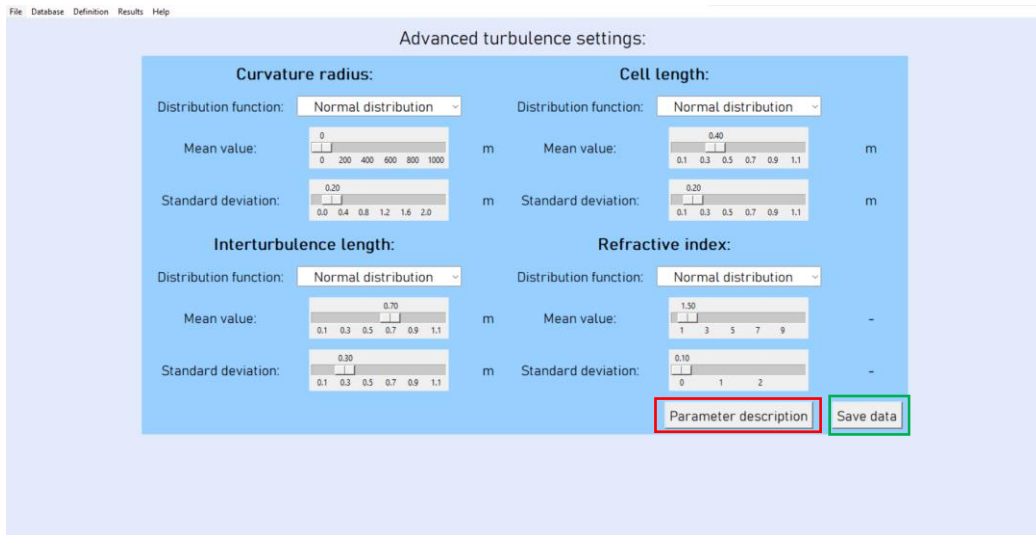 File Database Definition Results Help
Advanced turbulence settings:
Curvature radius: Cell length:
Distribution function: Normal distribution Distribution function: Normal distribution
0 0.40
Mean value: m Mean value: m
0 200 400 600 800 1000 0.1 0.3 0.5 0.7 0.9 1.1
0.20 0.20
Standard deviation: m Standard deviation: m
0.0 0.4 0.8 1.2 1.6 2.0 0.1 0.3 0.5 0.7 0.9 1.1
Interturbulence length: Refractive index:
Distribution function: Normal distribution Distribution function: Normal distribution
0.70 1.50
Mean value: m Mean value: -
0.1 0.3 0.5 0.7 0.9 1.1 1 3 5 7 9
0.30 0.10
Standard deviation: m Standard deviation: -
0.1 0.3 0.5 0.7 0.9 1.1 0 1 2
Parameter description Save data